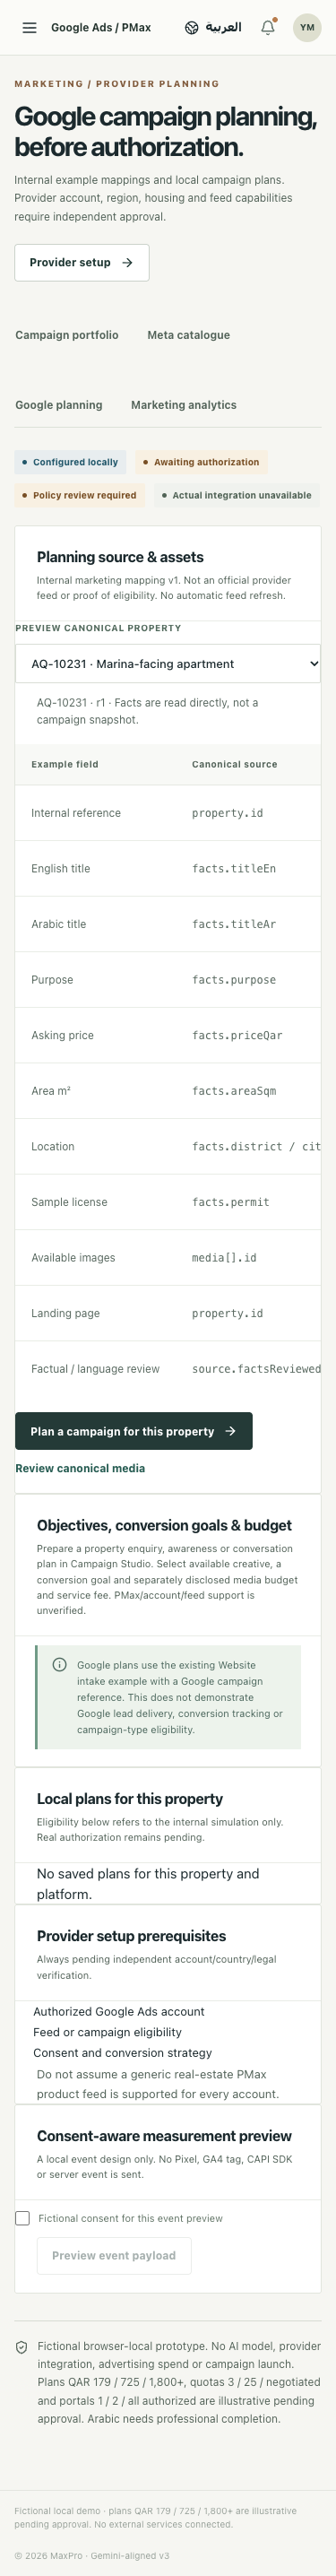 Google Ads / PMax
العربية
YM
MARKETING / PROVIDER PLANNING
Google campaign planning,
before authorization.
Internal example mappings and local campaign plans.
Provider account, region, housing and feed capabilities
require independent approval.
Provider setup
Campaign portfolio
Meta catalogue
Google planning
Marketing analytics
Configured locally
Awaiting authorization
Policy review required
Actual integration unavailable
Planning source & assets
Internal marketing mapping v1. Not an official provider
feed or proof of eligibility. No automatic feed refresh.
PREVIEW CANONICAL PROPERTY
AQ-10231 · Marina-facing apartment
AQ-10231 · r1 · Facts are read directly, not a
campaign snapshot.
Example field
Canonical source
Internal reference
property.id
English title
facts.titleEn
Arabic title
facts.titleAr
Purpose
facts.purpose
Asking price
facts.priceQar
Area m²
facts.areaSqm
Location
facts.district / cit
Sample license
facts.permit
Available images
media[].id
Landing page
property.id
Factual / language review
source.factsReviewed
Plan a campaign for this property
Review canonical media
Objectives, conversion goals & budget
Prepare a property enquiry, awareness or conversation
plan in Campaign Studio. Select available creative, a
conversion goal and separately disclosed media budget
and service fee. PMax/account/feed support is
unverified.
Google plans use the existing Website
intake example with a Google campaign
reference. This does not demonstrate
Google lead delivery, conversion tracking or
campaign-type eligibility.
Local plans for this property
Eligibility below refers to the internal simulation only.
Real authorization remains pending.
No saved plans for this property and
platform.
Provider setup prerequisites
Always pending independent account/country/legal
verification.
Authorized Google Ads account
Feed or campaign eligibility
Consent and conversion strategy
Do not assume a generic real-estate PMax
product feed is supported for every account.
Consent-aware measurement preview
A local event design only. No Pixel, GA4 tag, CAPI SDK
or server event is sent.
Fictional consent for this event preview
Preview event payload
Fictional browser-local prototype. No AI model, provider
integration, advertising spend or campaign launch.
Plans QAR 179 / 725 / 1,800+, quotas 3 / 25 / negotiated
and portals 1 / 2 / all authorized are illustrative pending
approval. Arabic needs professional completion.
Fictional local demo · plans QAR 179 / 725 / 1,800+ are illustrative
pending approval. No external services connected.
© 2026 MaxPro · Gemini-aligned v3